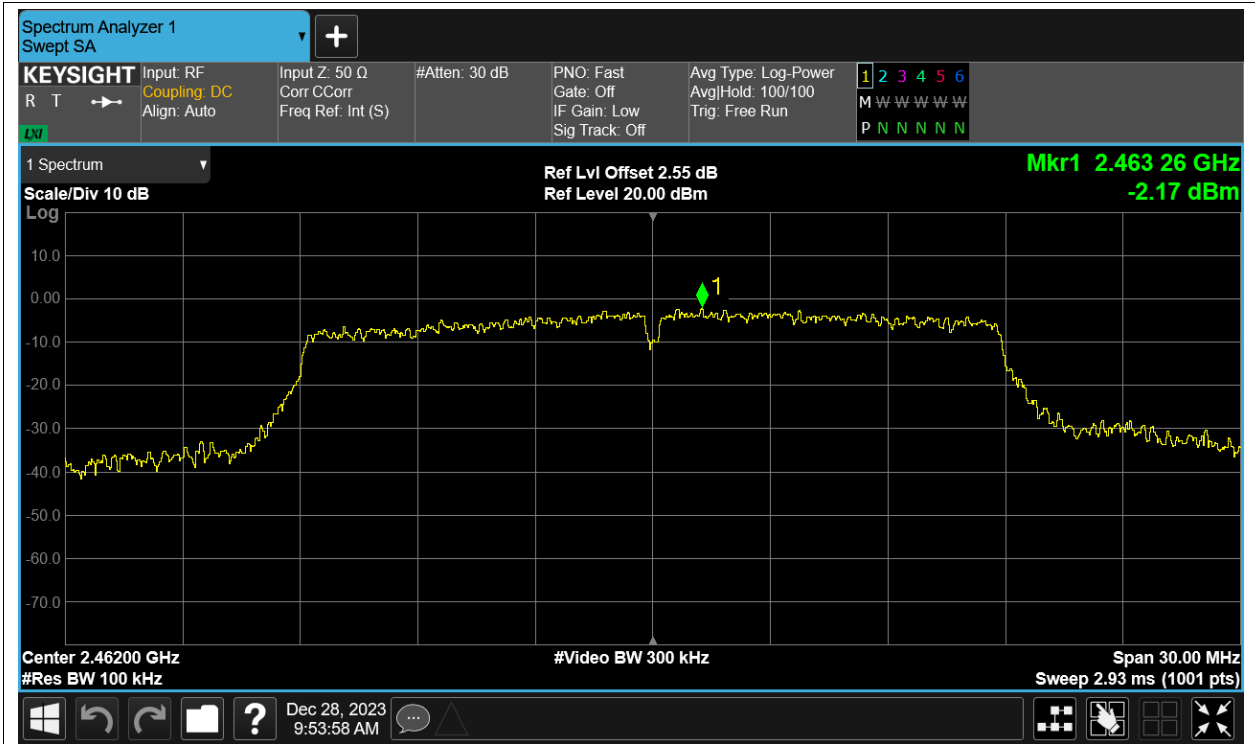 Spectrum Analyzer 1
Swept SA
KEYSIGHT
R T
LXI
Input: RF
Coupling: DC
Align: Auto
Input Z: 50 Ω
Corr CCorr
Freq Ref: Int (S)
#Atten: 30 dB
PNO: Fast
Gate: Off
IF Gain: Low
Sig Track: Off
Avg Type: Log-Power
Avg|Hold: 100/100
Trig: Free Run
1 2 3 4 5 6
M W W W W W
P N N N N N
1 Spectrum
Scale/Div 10 dB
Log
Ref Lvl Offset 2.55 dB
Ref Level 20.00 dBm
Mkr1 2.463 26 GHz
-2.17 dBm
10.0
0.00
-10.0
-20.0
-30.0
-40.0
-50.0
-60.0
-70.0
1
Center 2.46200 GHz
#Res BW 100 kHz
#Video BW 300 kHz
Span 30.00 MHz
Sweep 2.93 ms (1001 pts)
?
Dec 28, 2023
9:53:58 AM